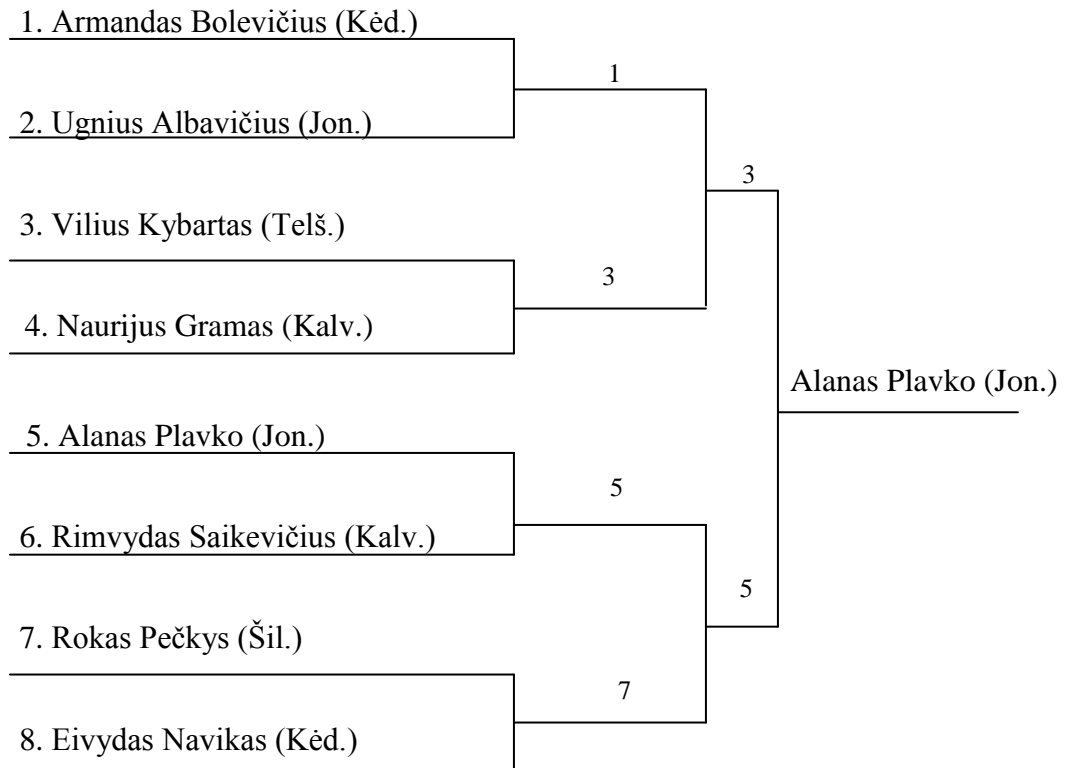 1. Armandas Bolevičius (Kėd.)
1
2. Ugnius Albavičius (Jon.)
3
3. Vilius Kybartas (Telš.)
3
4. Naurijus Gramas (Kalv.)
Alanas Plavko (Jon.)
5. Alanas Plavko (Jon.)
5
6. Rimvydas Saikevičius (Kalv.)
5
7. Rokas Pečkys (Šil.)
7
8. Eivydas Navikas (Kėd.)